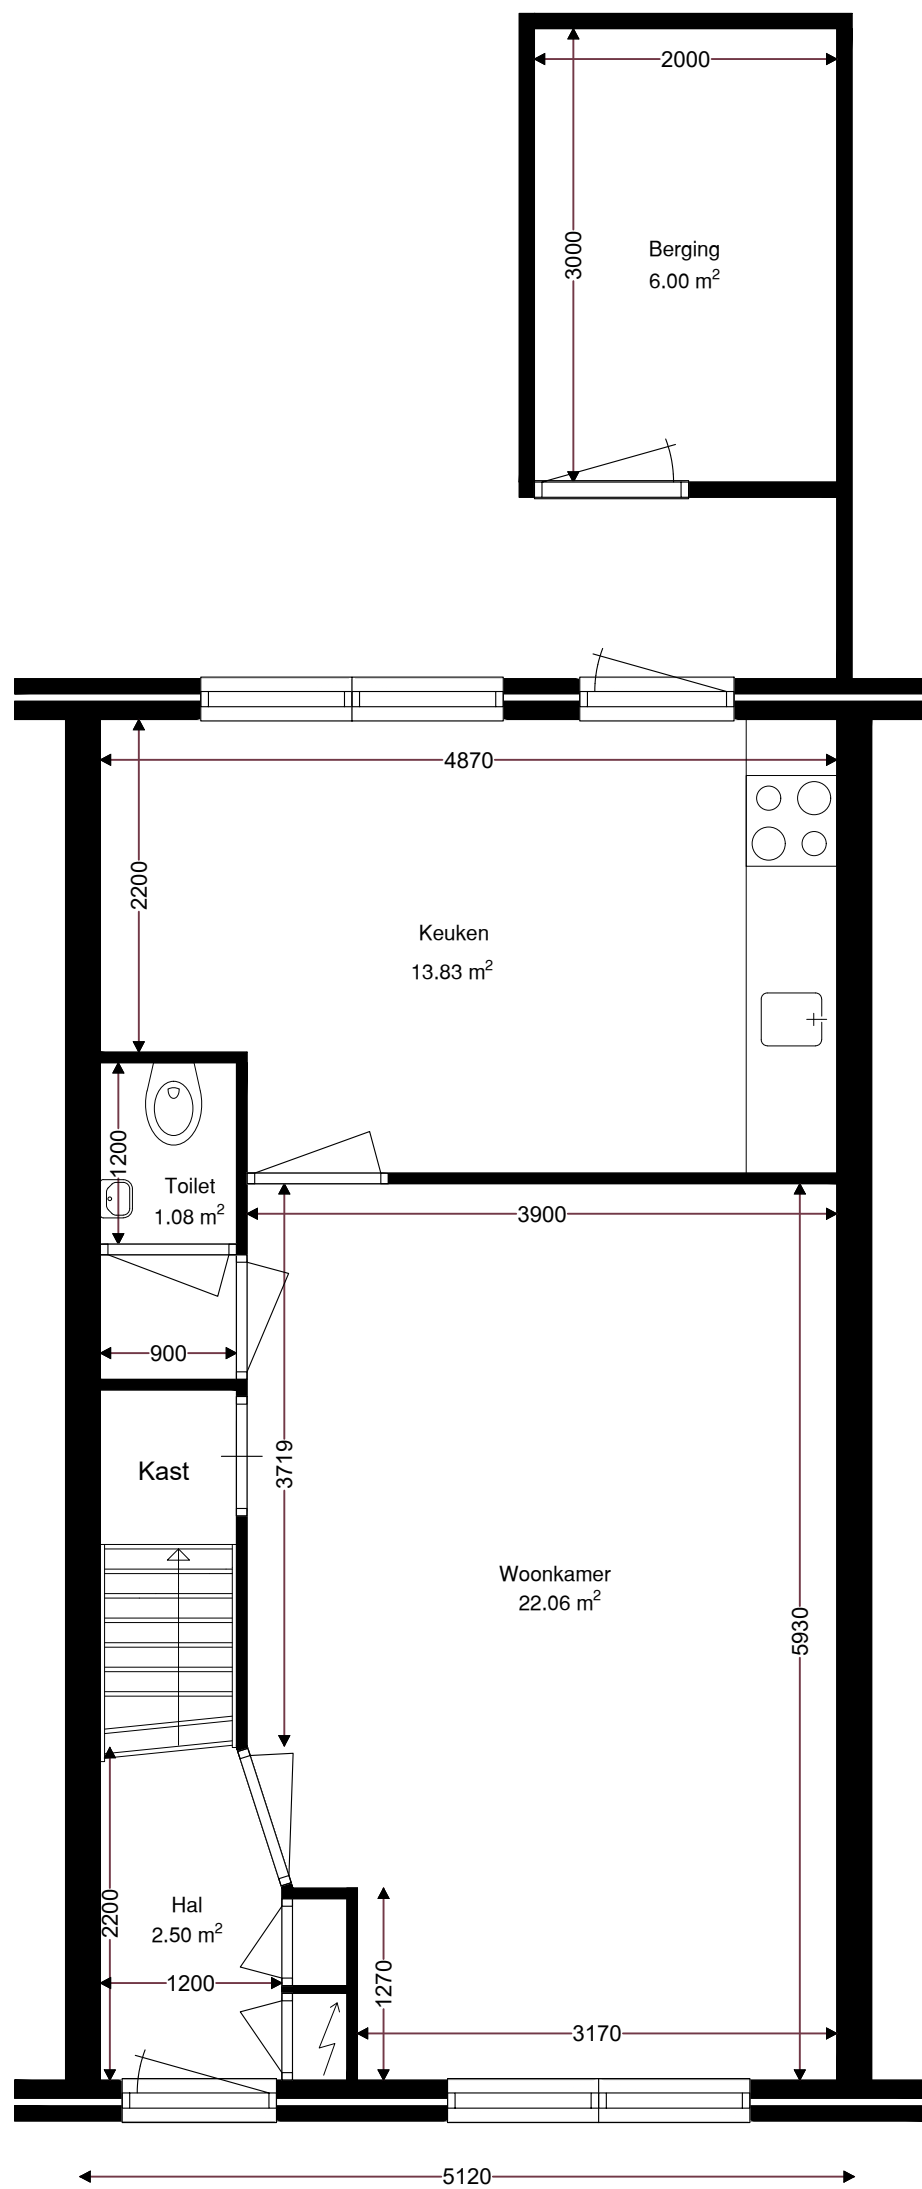 2000
3000
Berging
6.00 m²
4870
2200
Keuken
13.83 m²
1200
Toilet
1.08 m²
3900
900
Kast
3719
Woonkamer
22.06 m²
5930
Hal
2.50 m²
2200
1200
1270
3170
5120